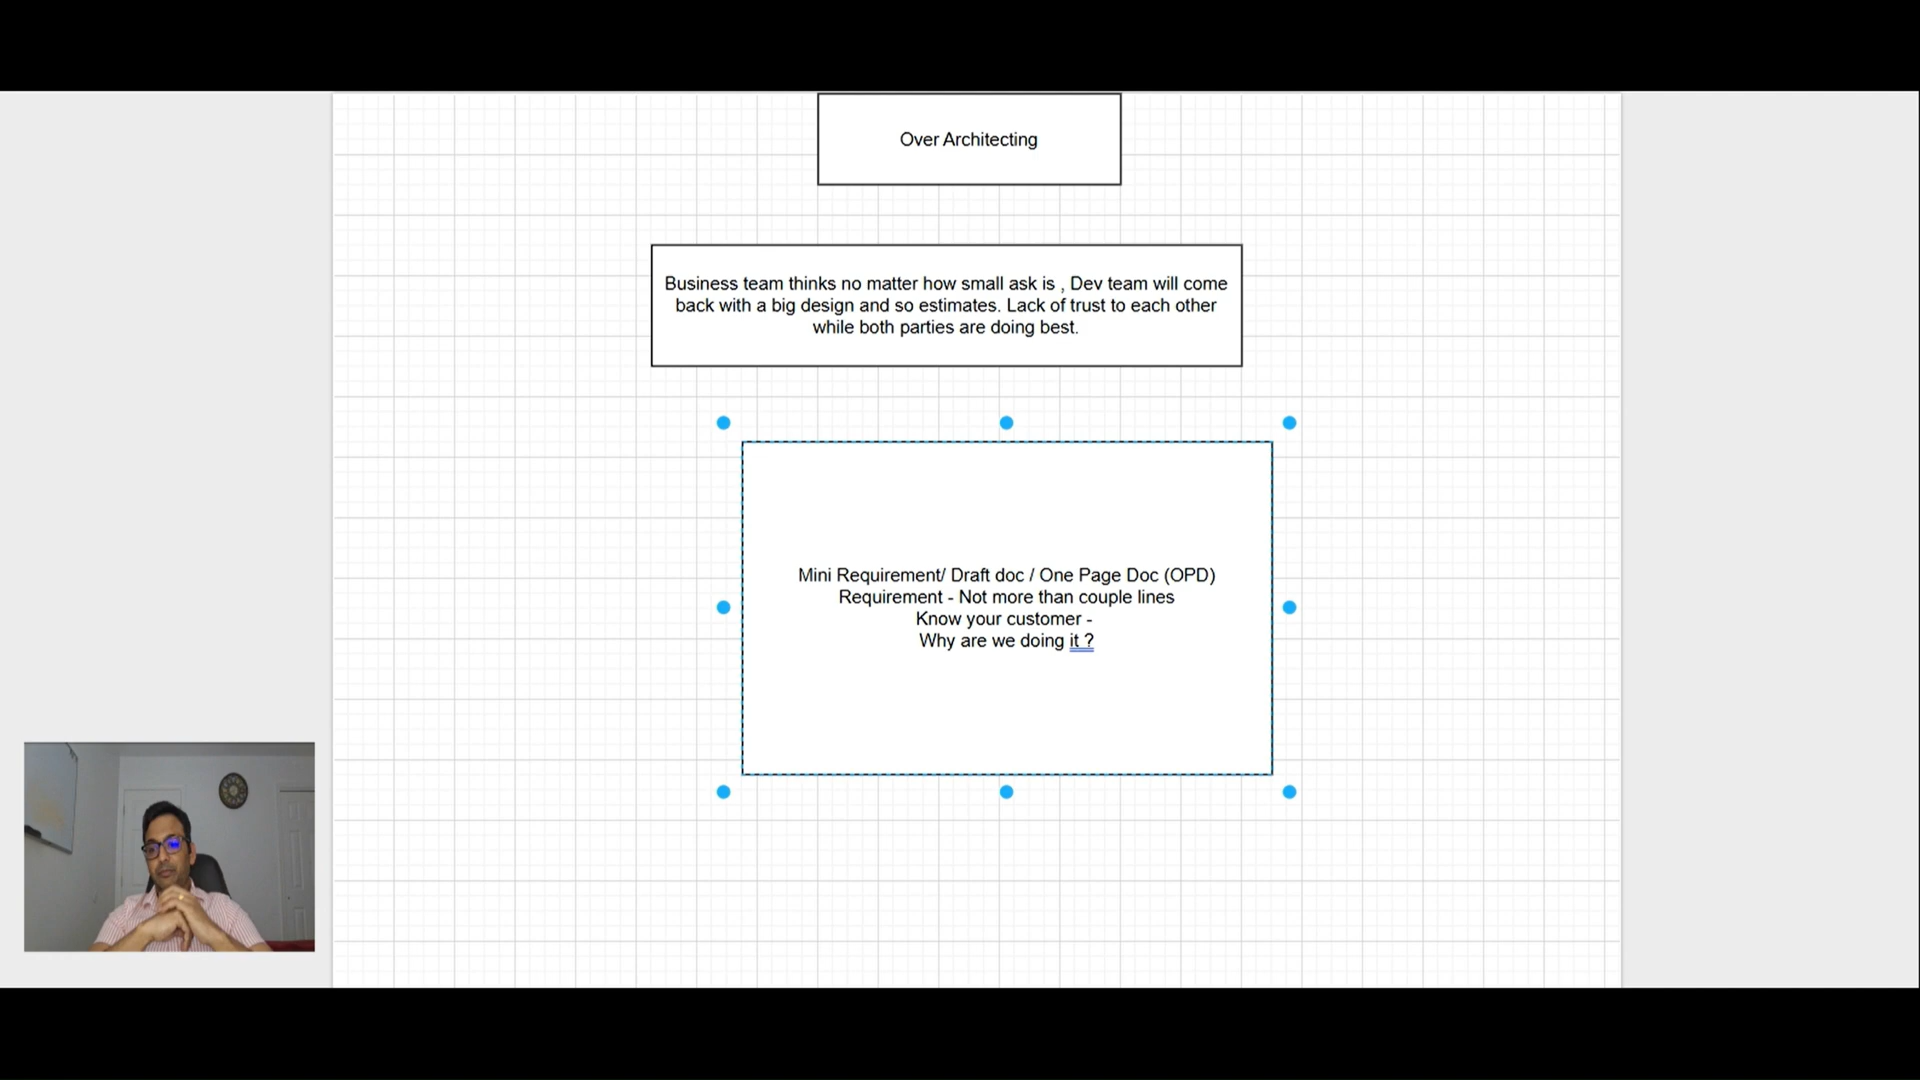 Over Architecting
Business team thinks no matter how small ask is , Dev team will come
back with a big design and so estimates. Lack of trust to each other
while both parties are doing best.
Mini Requirement/ Draft doc / One Page Doc (OPD)
Requirement - Not more than couple lines
Know your customer -
Why are we doing it ?